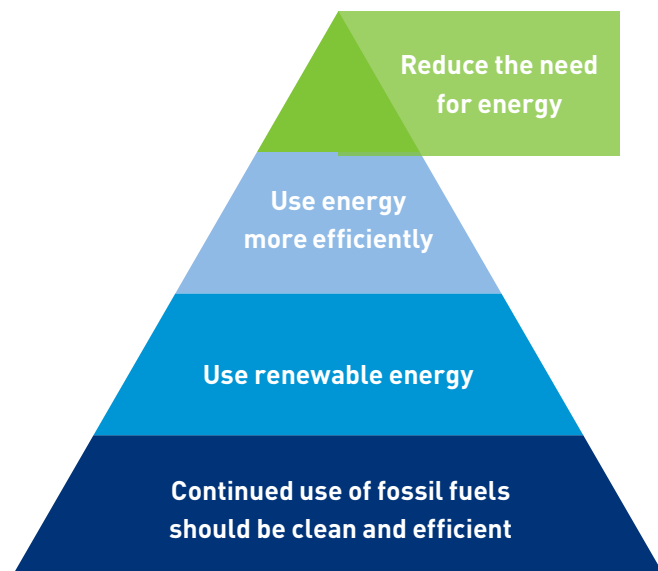 Reduce the need
for energy
Use energy
more efficiently
Use renewable energy
Continued use of fossil fuels
should be clean and efficient